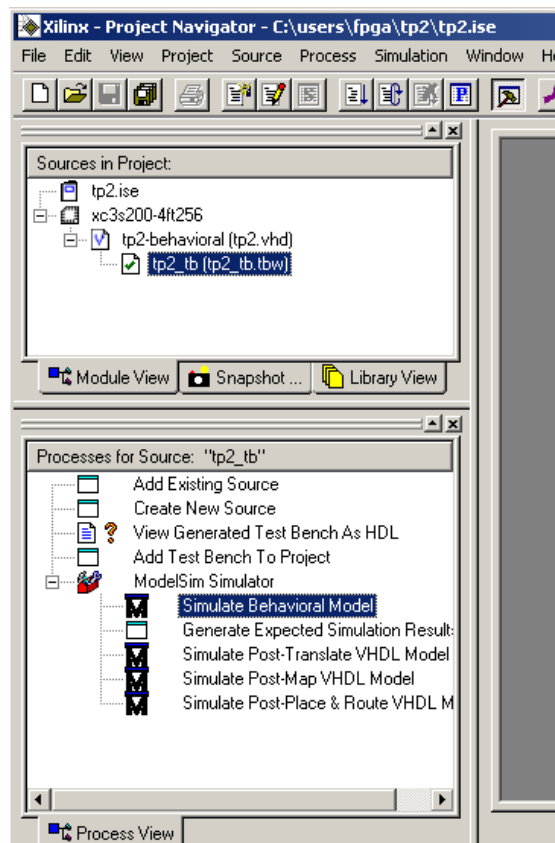 Xilinx - Project Navigator - C:\users\fpga\tp2\tp2.ise
File Edit View Project Source Process Simulation Window He
P
Sources in Project:
tp2.ise
xc3s200-4ft256
V tp2-behavioral (tp2.vhd)
tp2_tb (tp2_tb.tbw)
Module View Snapshot ... Library View
Processes for Source: "tp2_tb"
Add Existing Source
Create New Source
? View Generated Test Bench As HDL
Add Test Bench To Project
ModelSim Simulator
M Simulate Behavioral Model
Generate Expected Simulation Results
M Simulate Post-Translate VHDL Model
M Simulate Post-Map VHDL Model
M Simulate Post-Place & Route VHDL M
Process View